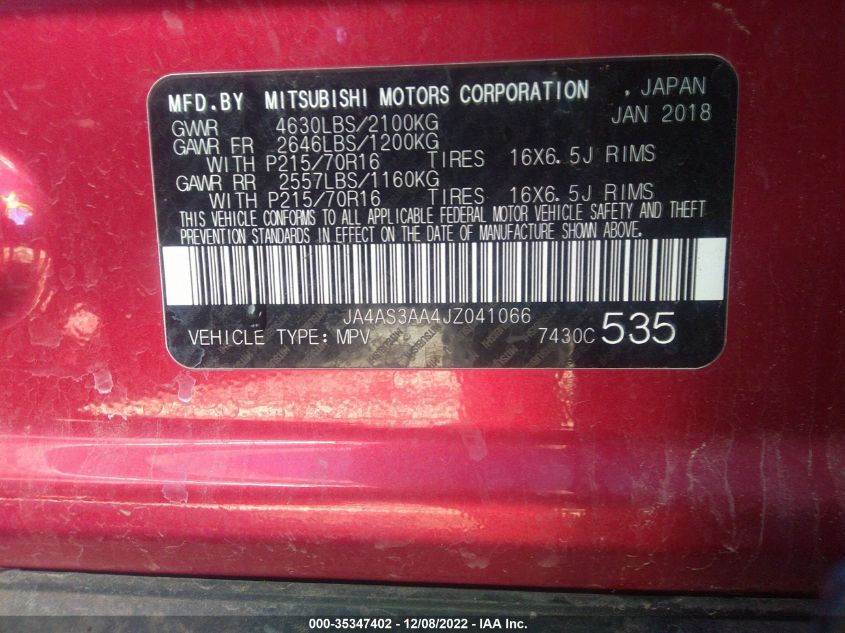 MFD.BY MITSUBISHI MOTORS CORPORATION , JAPAN
GVWR 4630LBS/2100KG JAN 2018
GAWR FR 2646LBS/1200KG
WITH P215/70R16 TIRES 16X6.5J RIMS
GAWR RR 2557LBS/1160KG
WITH P215/70R16 TIRES 16X6.5J RIMS
THIS VEHICLE CONFORMS TO ALL APPLICABLE FEDERAL MOTOR VEHICLE SAFETY AND THEFT
PREVENTION STANDARDS IN EFFECT ON THE DATE OF MANUFACTURE SHOWN ABOVE.
JA4AS3AA4JZ041066
VEHICLE TYPE:MPV 7430C 535
000-35347402 - 12/08/2022 - IAA Inc.